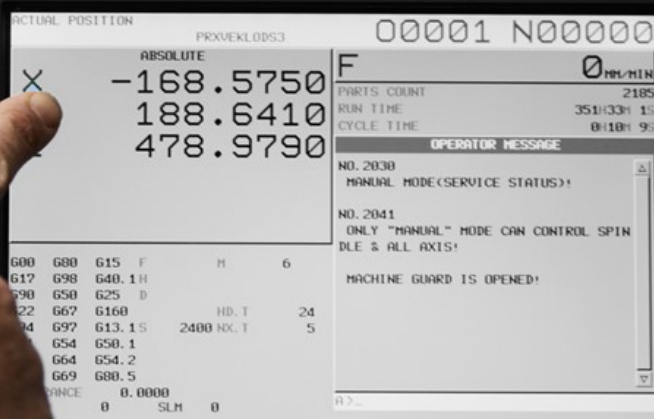 ACTUAL POSITION
PRXVEKLODS3
O0001 N00000
ABSOLUTE
X -168.5750
188.6410
478.9790
F 0 MM/MIN
PARTS COUNT 2185
RUN TIME 351H33M 1S
CYCLE TIME 0H10M 9S
OPERATOR MESSAGE
NO.2030
MANUAL MODE(SERVICE STATUS)!
NO.2041
ONLY "MANUAL" MODE CAN CONTROL SPIN
DLE & ALL AXIS!
MACHINE GUARD IS OPENED!
G00 G80 G15 F M 6
G17 G98 G40.1 H
G90 G50 G25 D
G22 G67 G160 HD.T 24
G97 G13.1 S 2400 NX.T 5
G54 G50.1
G64 G54.2
G69 G80.5
0.0000
0 SLM 0
A>_